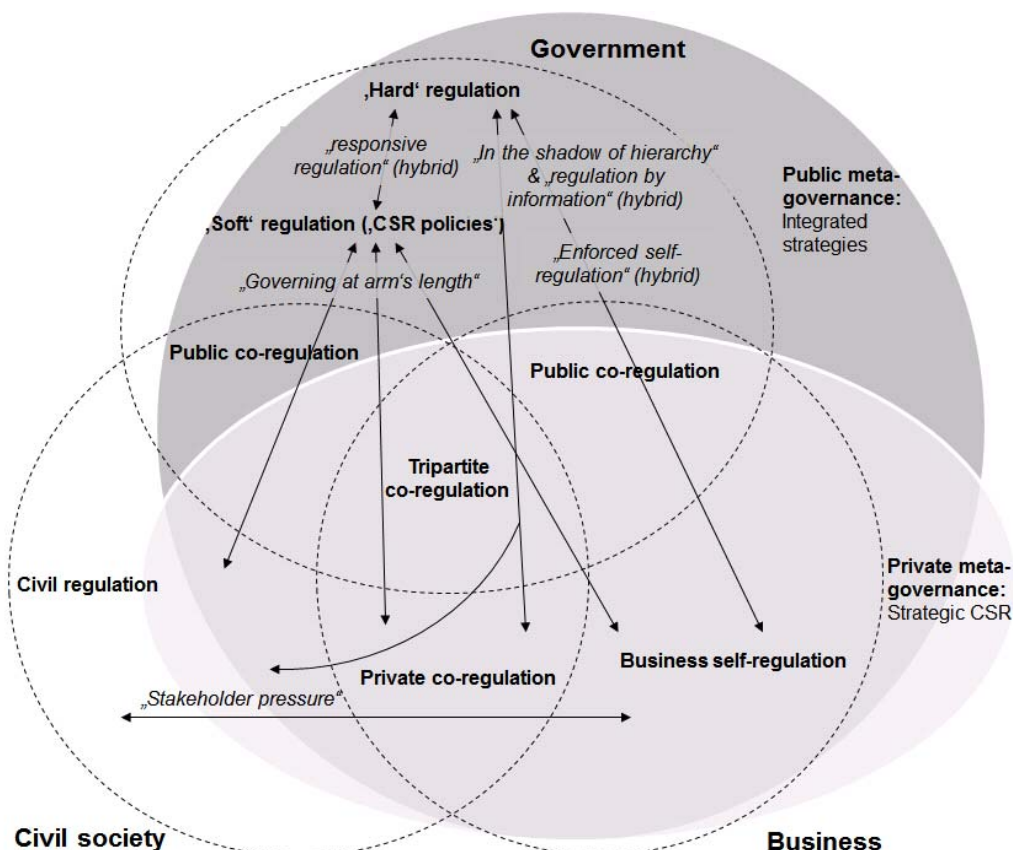 Government
‚Hard‘ regulation
„responsive
regulation“ (hybrid)
„In the shadow of hierarchy“
& „regulation by
information“ (hybrid)
Public meta-
governance:
Integrated
strategies
‚Soft‘ regulation (‚CSR policies‘)
„Enforced self-
regulation“ (hybrid)
„Governing at arm‘s length“
Public co-regulation
Public co-regulation
Tripartite
co-regulation
Civil regulation
Private meta-
governance:
Strategic CSR
Business self-regulation
Private co-regulation
„Stakeholder pressure“
Civil society
Business